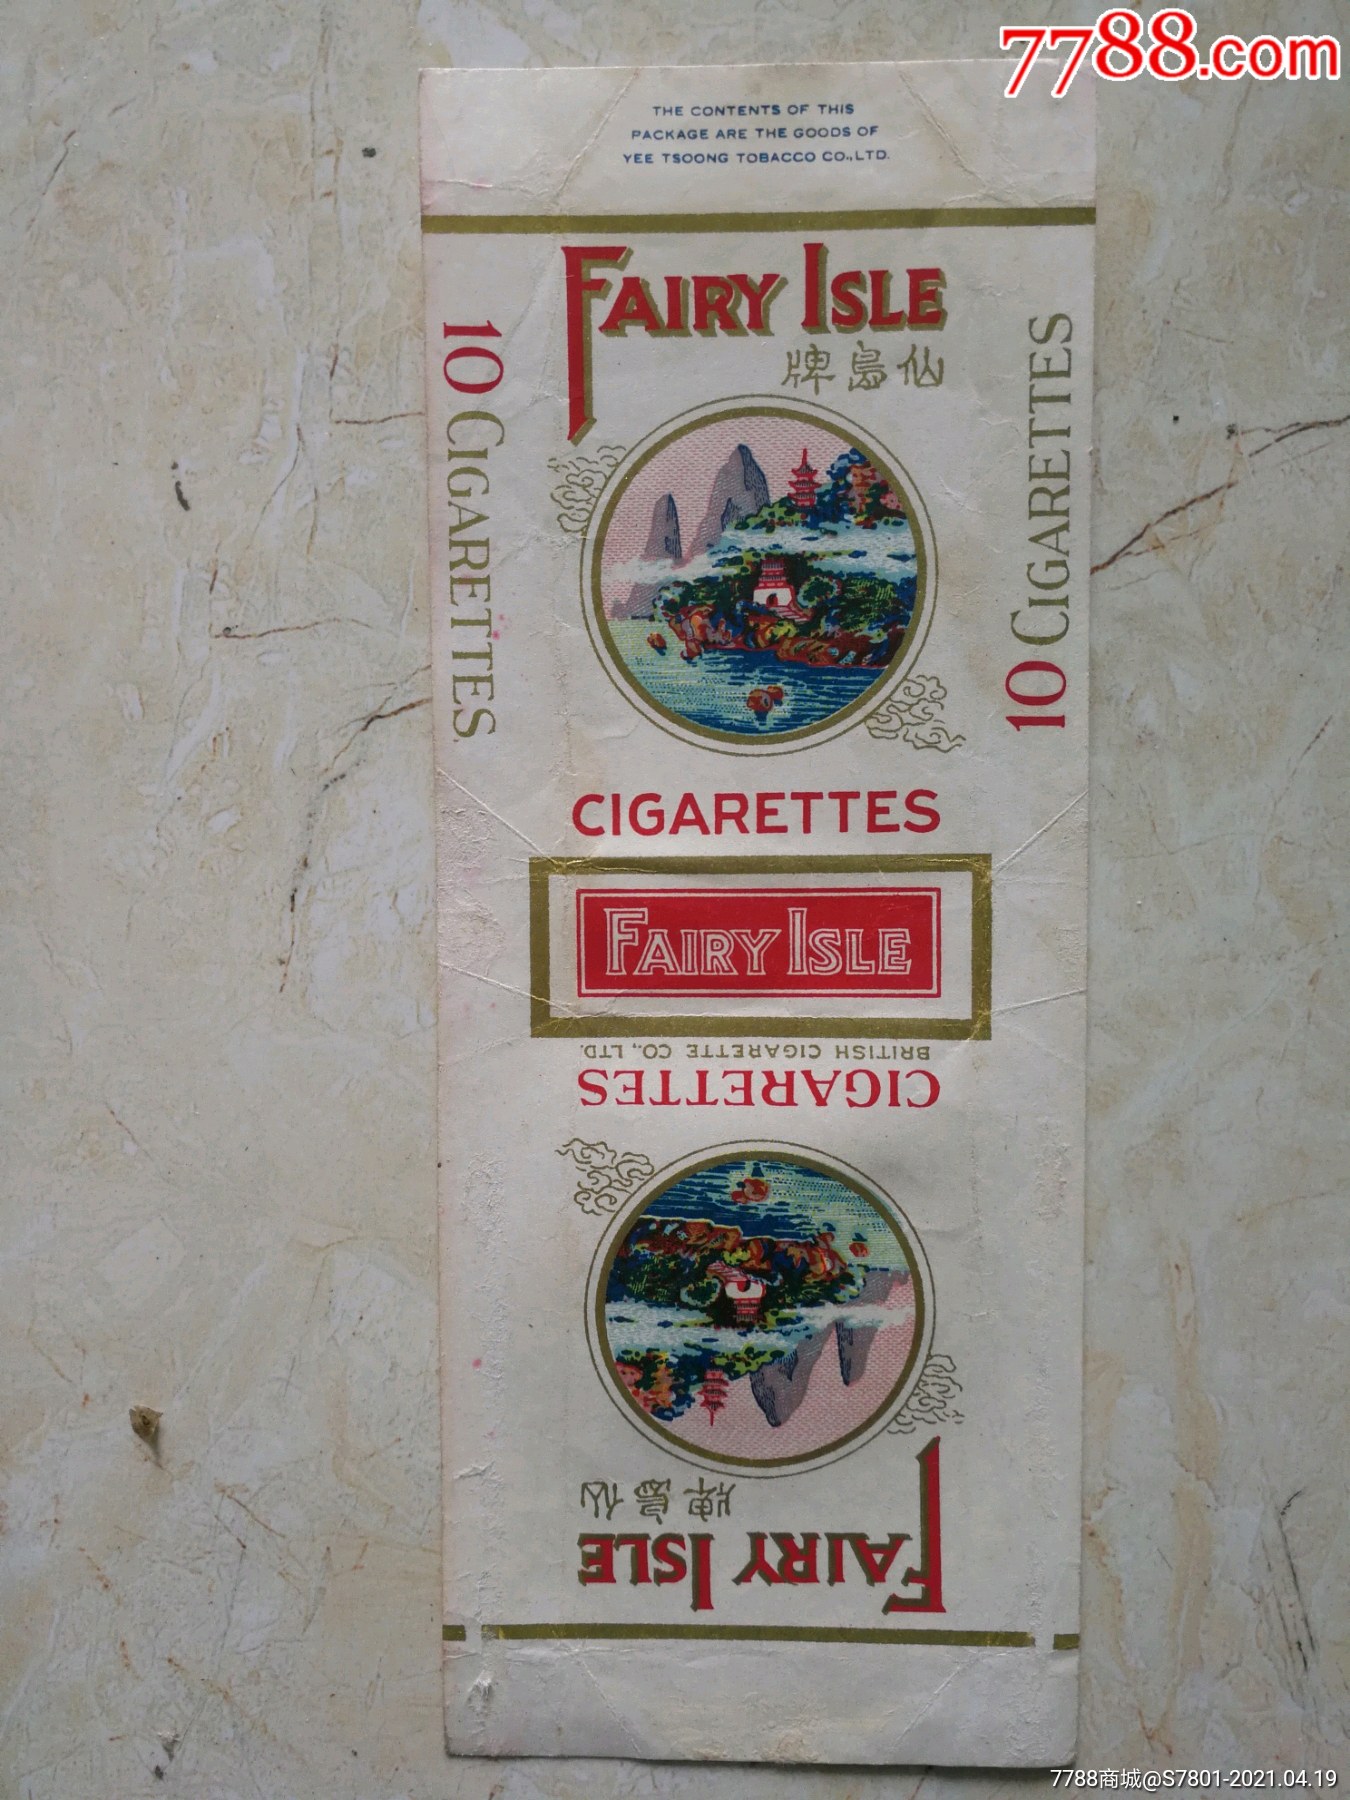 7788.com
THE CONTENTS OF THIS
PACKAGE ARE THE GOODS OF
YEE TSOONG TOBACCO CO.,LTD.
FAIRY ISLE
牌島仙
10 CIGARETTES
10 CIGARETTES
CIGARETTES
FAIRY ISLE
BRITISH CIGARETTE CO., LTD.
CIGARETTES
牌島仙
FAIRY ISLE
7788商城@S7801-2021.04.19